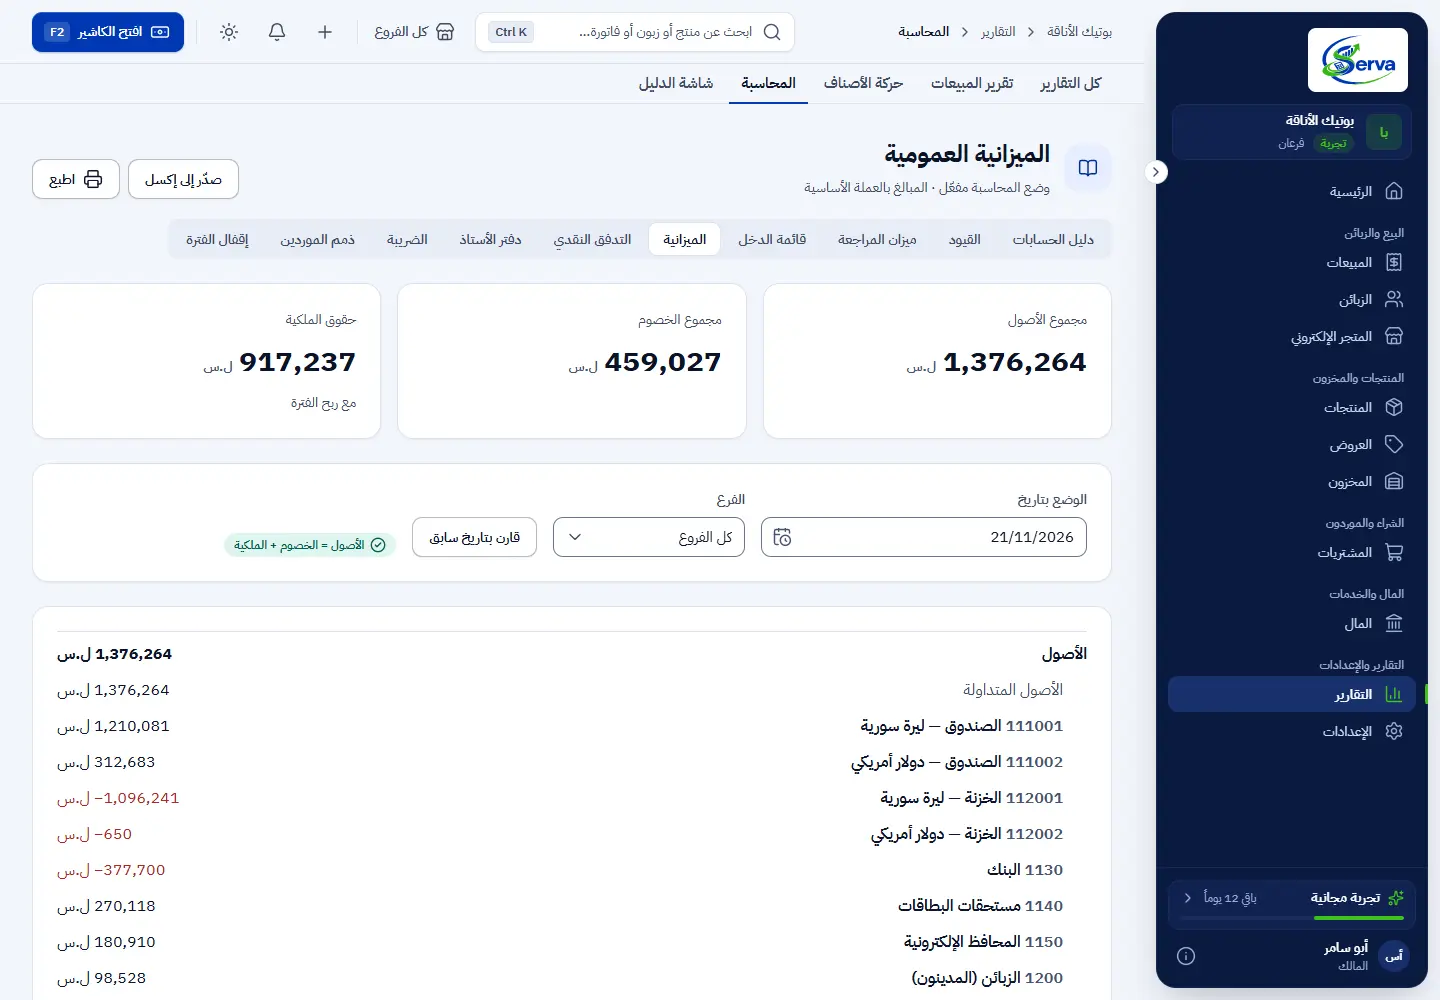 Serva
با
بوتيك الأناقة
تجربة
فرعان
الرئيسية
البيع والزبائن
المبيعات
الزبائن
المتجر الإلكتروني
المنتجات والمخزون
المنتجات
العروض
المخزون
الشراء والموردون
المشتريات
المال والخدمات
المال
التقارير والإعدادات
التقارير
الإعدادات
تجربة مجانية
باقي 12 يوماً
أس
أبو سامر
المالك
بوتيك الأناقة
التقارير
المحاسبة
ابحث عن منتج أو زبون أو فاتورة...
Ctrl K
كل الفروع
افتح الكاشير F2
كل التقارير
تقرير المبيعات
حركة الأصناف
المحاسبة
شاشة الدليل
الميزانية العمومية
وضع المحاسبة مفعّل · المبالغ بالعملة الأساسية
صدّر إلى إكسل
اطبع
دليل الحسابات
القيود
ميزان المراجعة
قائمة الدخل
الميزانية
التدفق النقدي
دفتر الأستاذ
الضريبة
ذمم الموردين
إقفال الفترة
مجموع الأصول
1,376,264 ل.س
مجموع الخصوم
459,027 ل.س
حقوق الملكية
917,237 ل.س
مع ربح الفترة
الوضع بتاريخ
21/11/2026
الفرع
كل الفروع
قارن بتاريخ سابق
الأصول = الخصوم + الملكية
الأصول 1,376,264 ل.س
الأصول المتداولة 1,376,264 ل.س
111001 الصندوق — ليرة سورية 1,210,081 ل.س
111002 الصندوق — دولار أمريكي 312,683 ل.س
112001 الخزنة — ليرة سورية −1,096,241 ل.س
112002 الخزنة — دولار أمريكي −650 ل.س
1130 البنك −377,700 ل.س
1140 مستحقات البطاقات 270,118 ل.س
1150 المحافظ الإلكترونية 180,910 ل.س
1200 الزبائن (المدينون) 98,528 ل.س